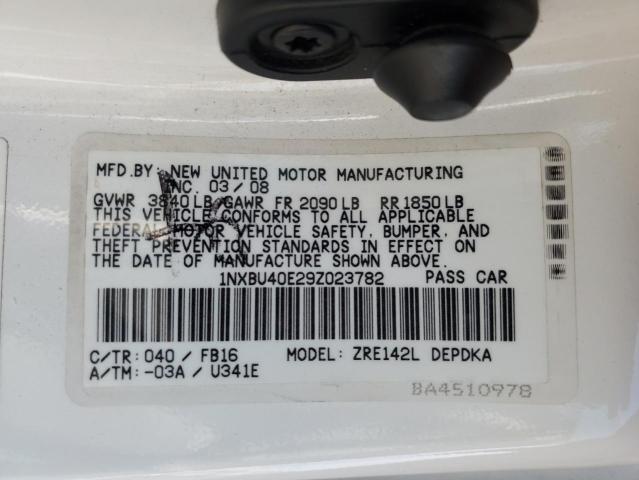 MFD.BY: NEW UNITED MOTOR MANUFACTURING
INC. 03/08
GVWR 3840LB GAWR FR 2090LB RR1850LB
THIS VEHICLE CONFORMS TO ALL APPLICABLE
FEDERAL MOTOR VEHICLE SAFETY, BUMPER, AND
THEFT PREVENTION STANDARDS IN EFFECT ON
THE DATE OF MANUFACTURE SHOWN ABOVE.
1NXBU40E29Z023782 PASS CAR
C/TR: 040 / FB16 MODEL: ZRE142L DEPDKA
A/TM: -03A / U341E
BA4510978